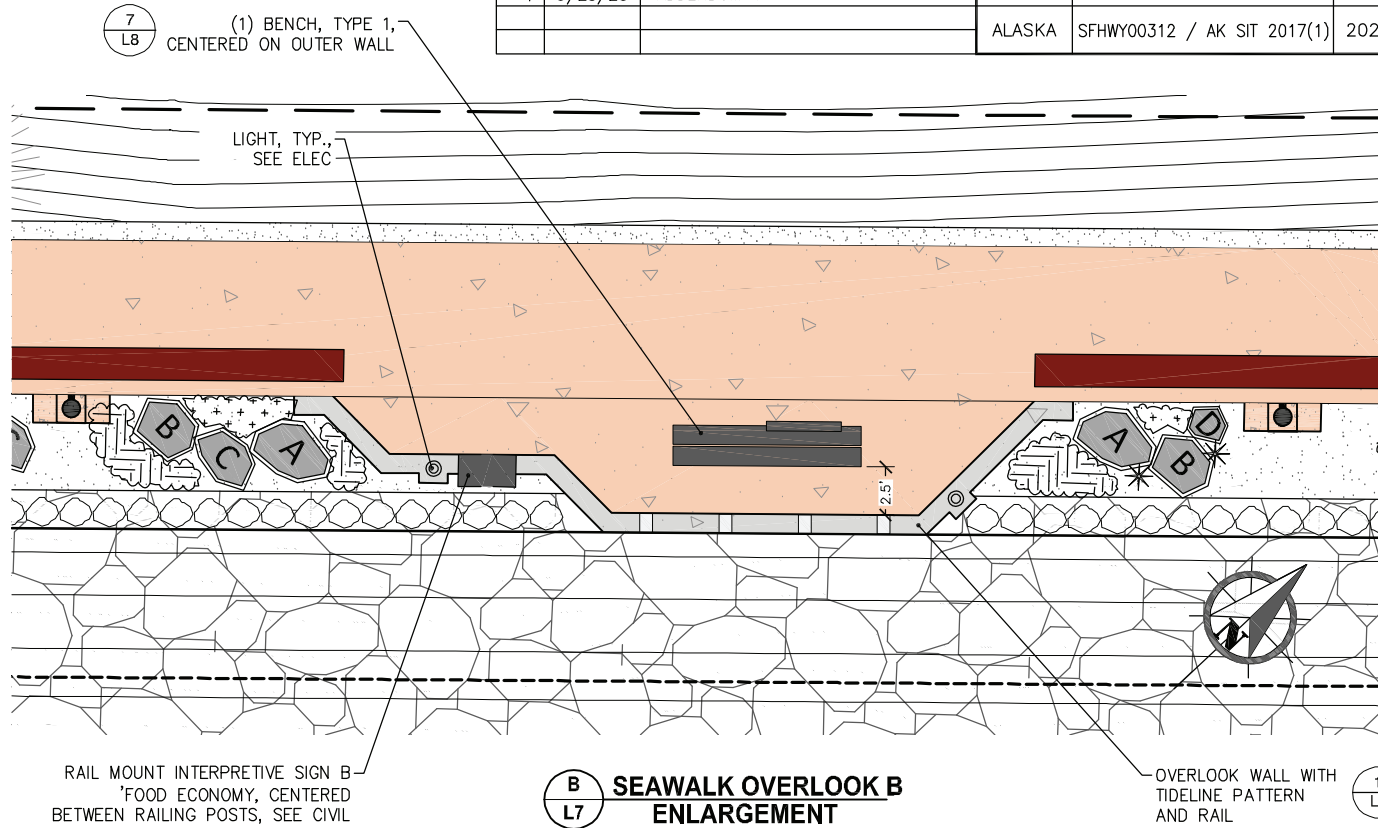 7
L8
(1) BENCH, TYPE 1,
CENTERED ON OUTER WALL
ALASKA SFHWY00312 / AK SIT 2017(1) 202
LIGHT, TYP.,
SEE ELEC
B
C
A
A
B
D
2.5'
N
RAIL MOUNT INTERPRETIVE SIGN B
'FOOD ECONOMY, CENTERED
BETWEEN RAILING POSTS, SEE CIVIL
B
L7
SEAWALK OVERLOOK B
ENLARGEMENT
OVERLOOK WALL WITH
TIDELINE PATTERN
AND RAIL